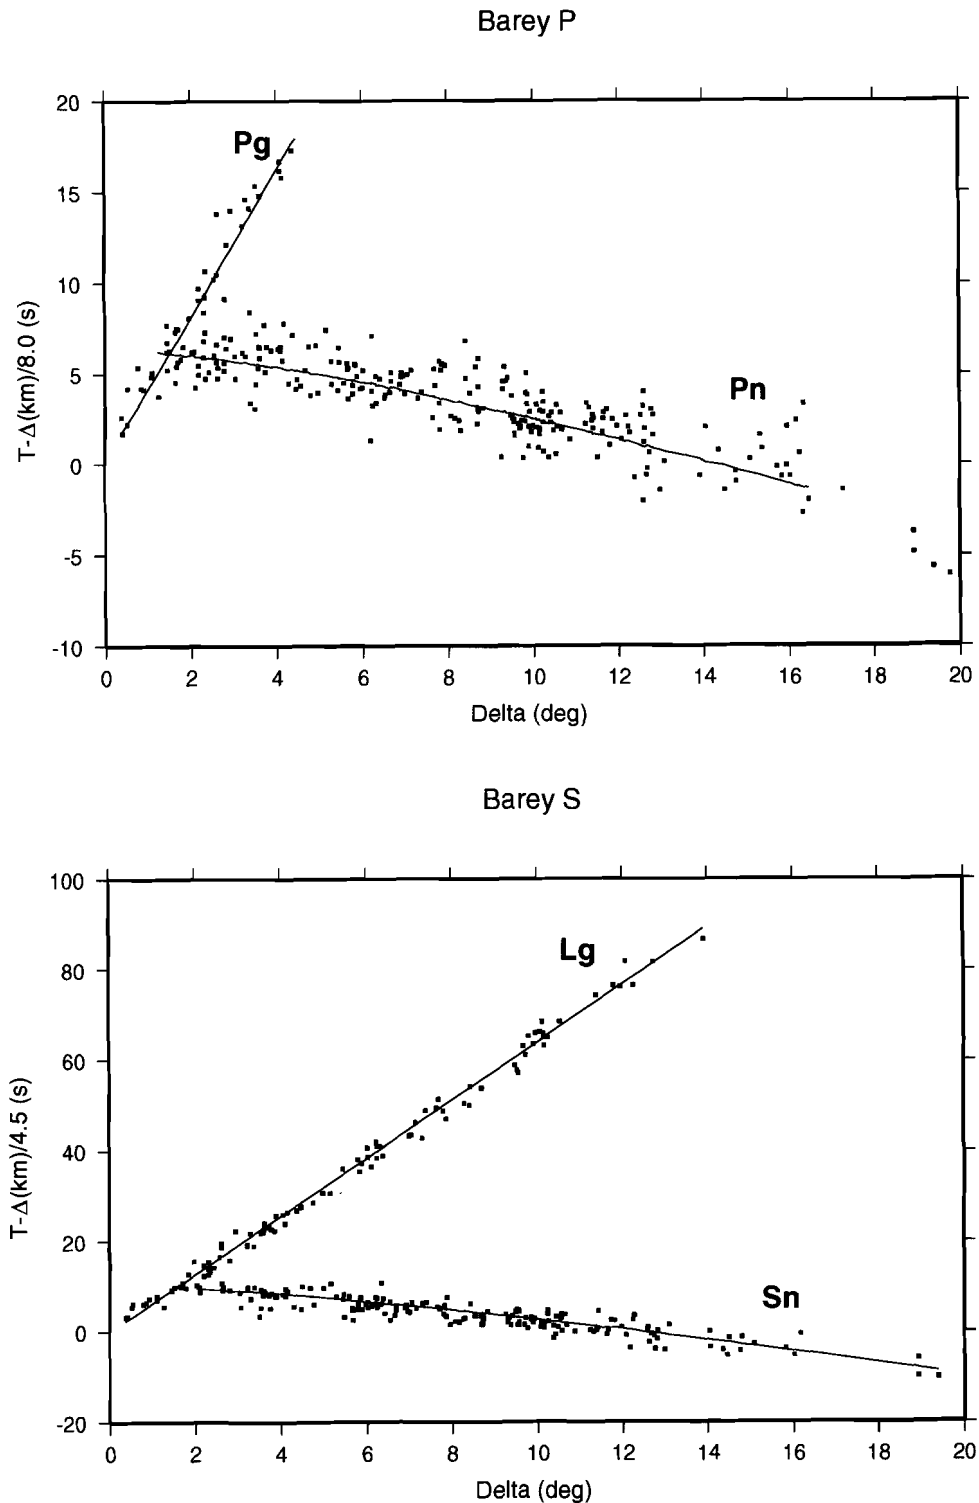 Barey P
20
15
10
5
0
-5
-10
T-Δ(km)/8.0 (s)
Pg
Pn
0 2 4 6 8 10 12 14 16 18 20
Delta (deg)
Barey S
100
80
60
40
20
0
-20
T-Δ(km)/4.5 (s)
Lg
Sn
0 2 4 6 8 10 12 14 16 18 20
Delta (deg)